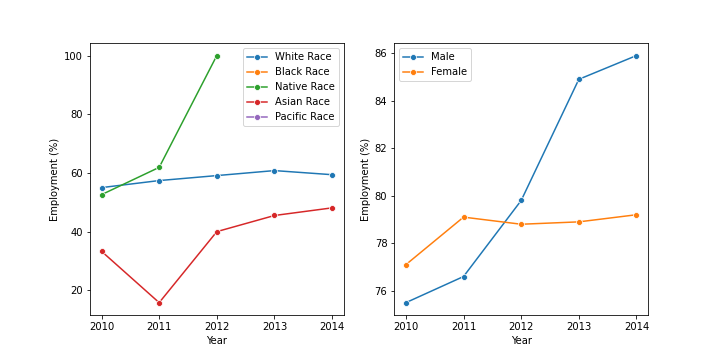 100
80
60
40
20
Employment (%)
2010 2011 2012 2013 2014
Year
White Race
Black Race
Native Race
Asian Race
Pacific Race
86
84
82
80
78
76
Employment (%)
2010 2011 2012 2013 2014
Year
Male
Female